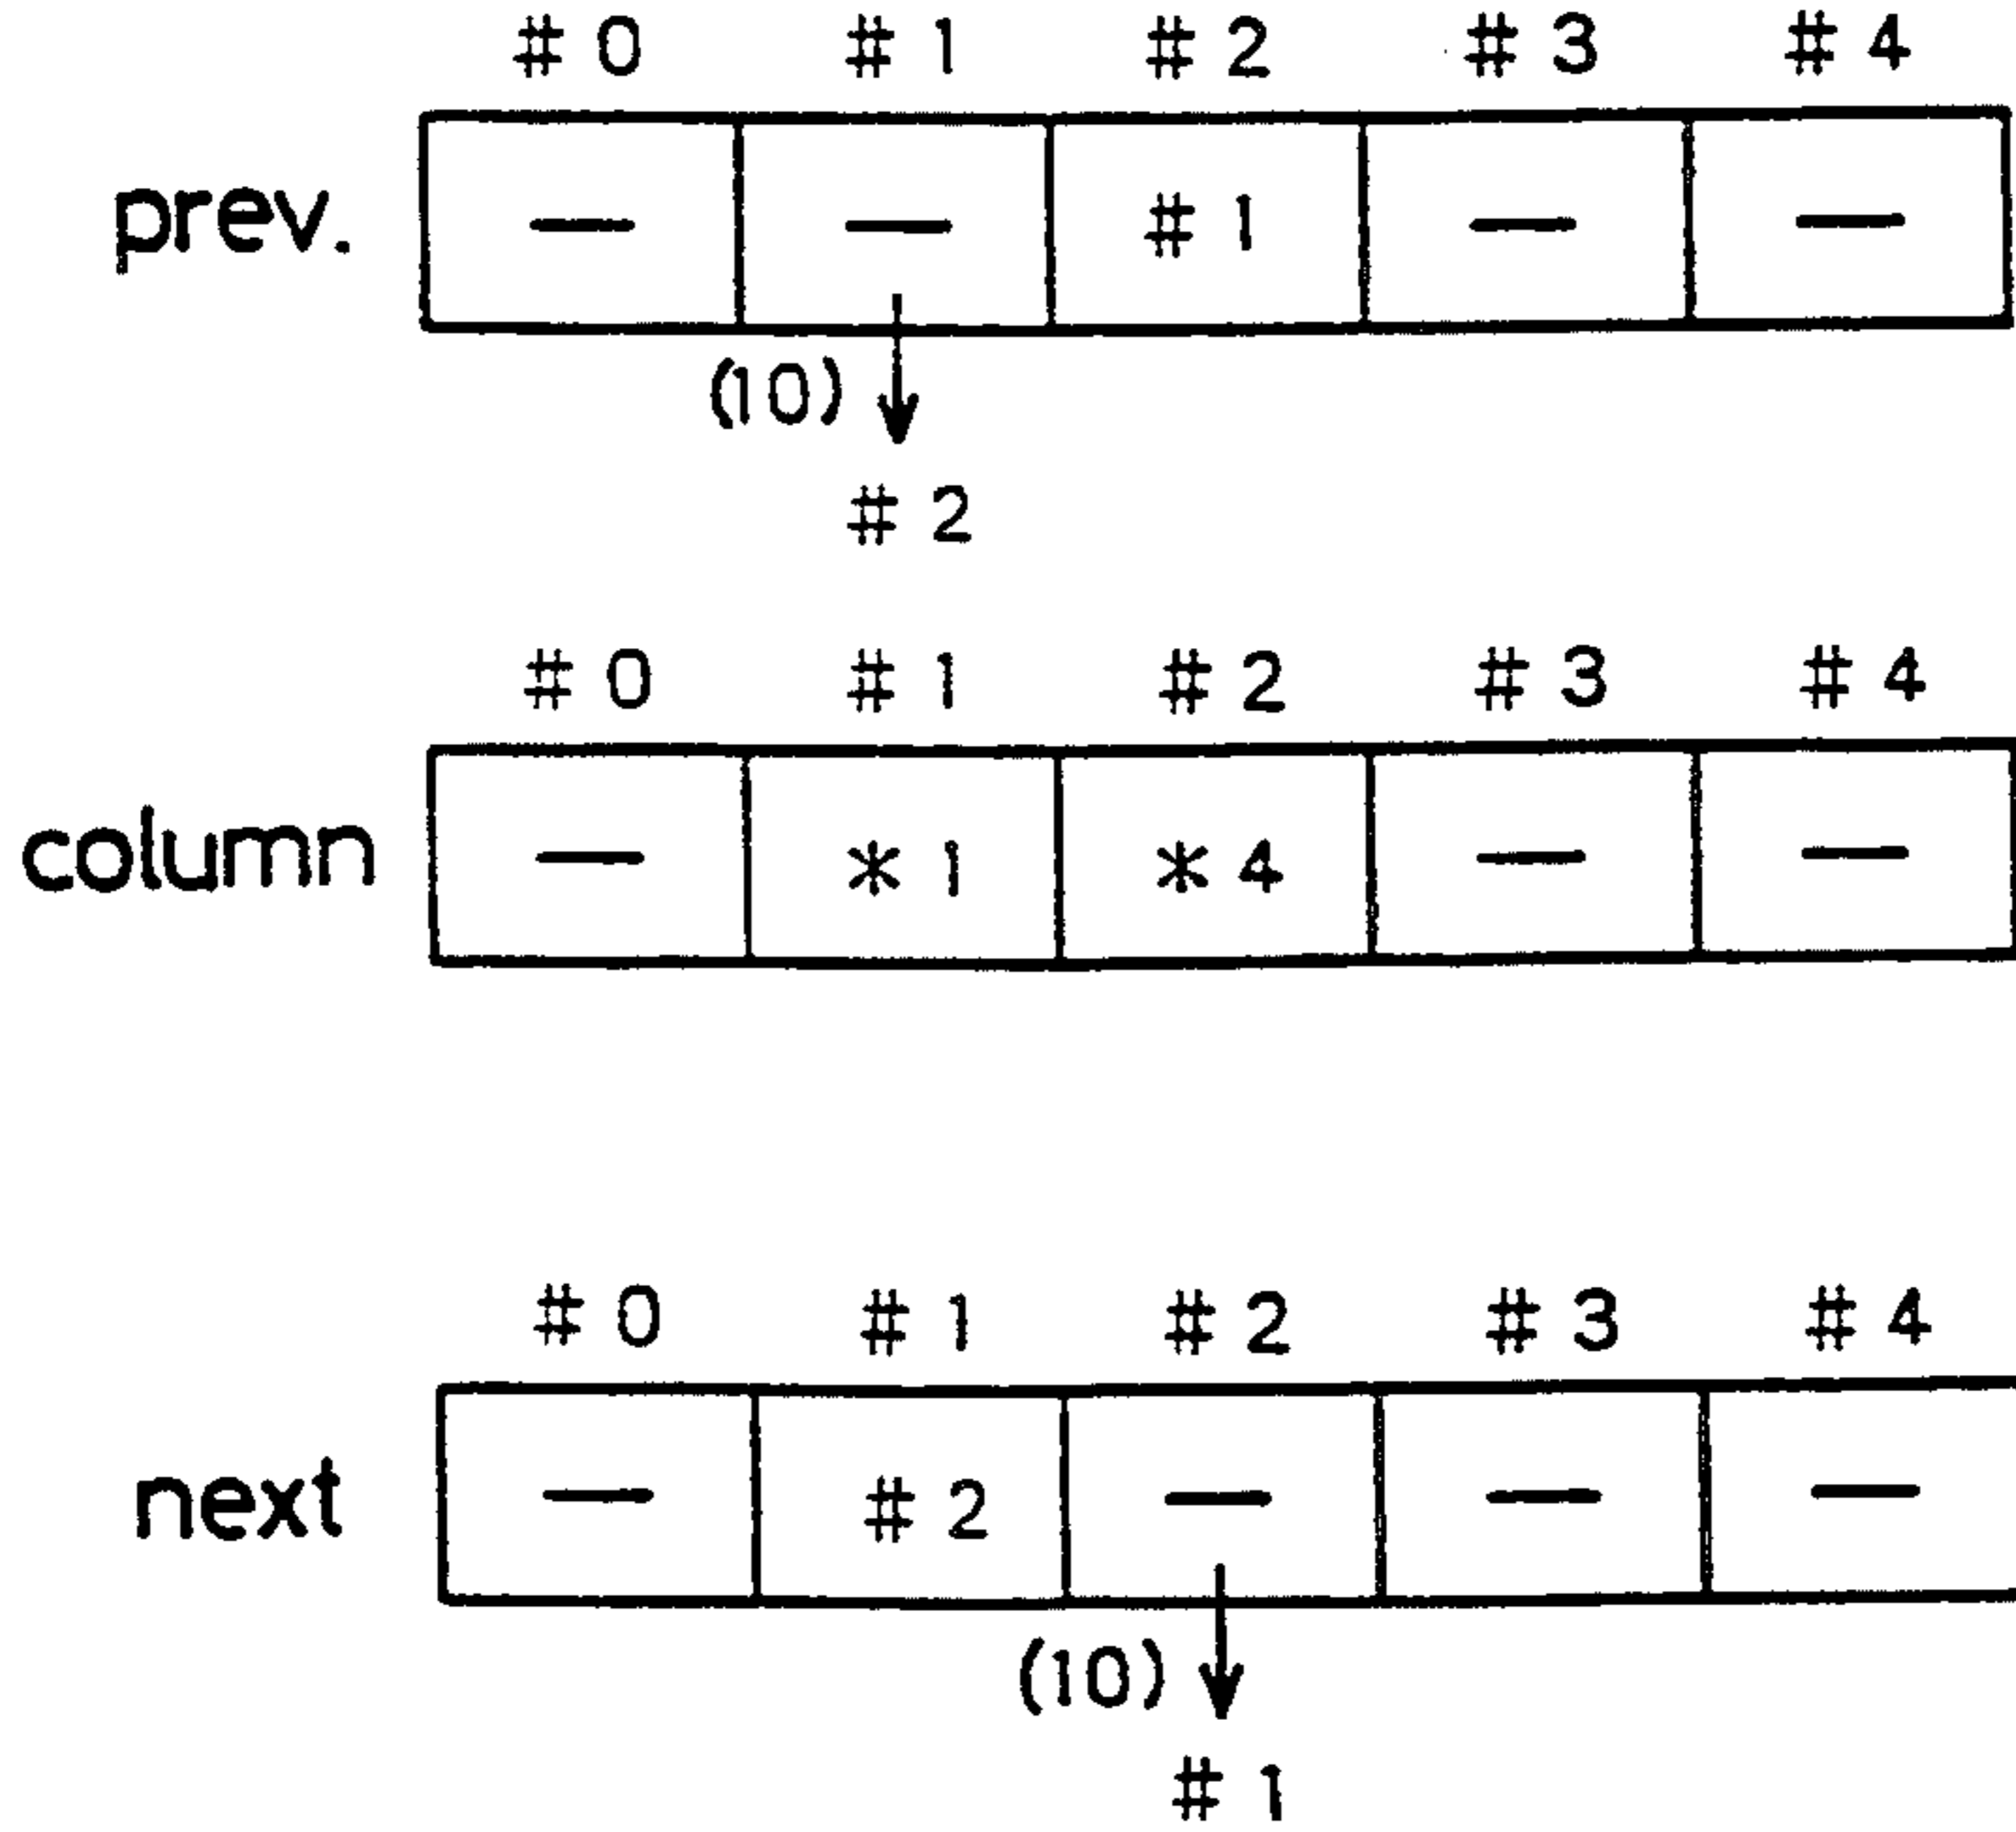 # 0 # 1 # 2 # 3 # 4
prev. — — # 1 — —
(10)
# 2
# 0 # 1 # 2 # 3 # 4
column — * 1 * 4 — —
# 0 # 1 # 2 # 3 # 4
next — # 2 — — —
(10)
# 1